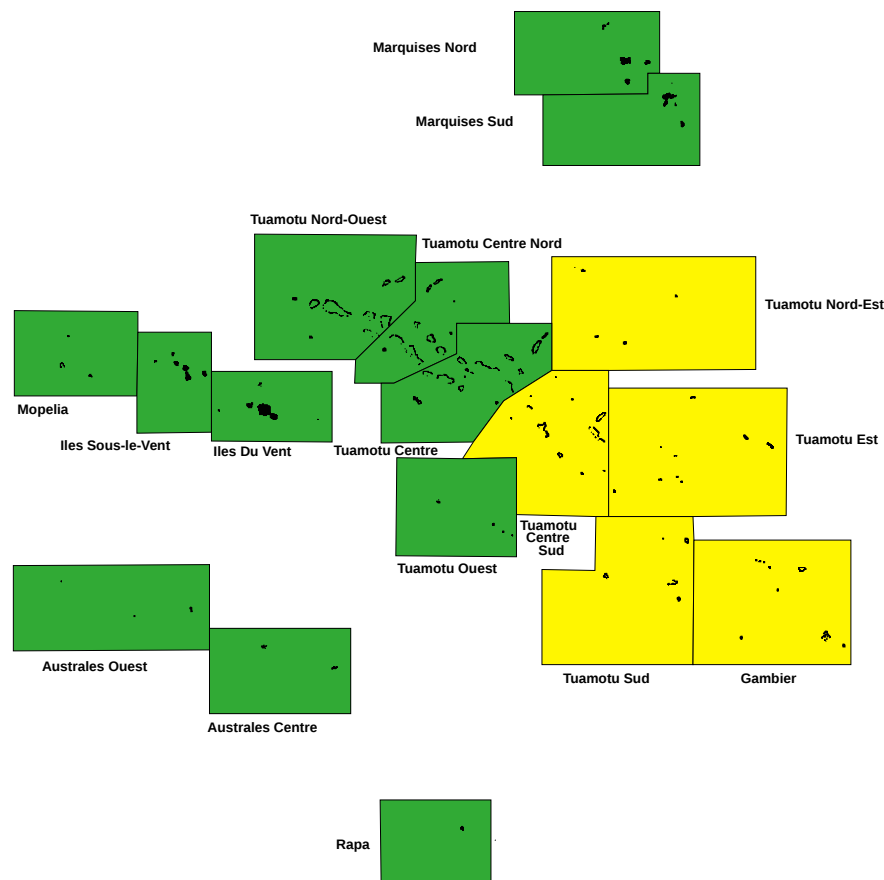 Marquises Nord
Marquises Sud
Tuamotu Nord-Ouest
Tuamotu Centre Nord
Tuamotu Nord-Est
Mopelia
Iles Sous-le-Vent
Iles Du Vent
Tuamotu Centre
Tuamotu Est
Tuamotu
Centre
Sud
Tuamotu Ouest
Australes Ouest
Tuamotu Sud
Gambier
Australes Centre
Rapa